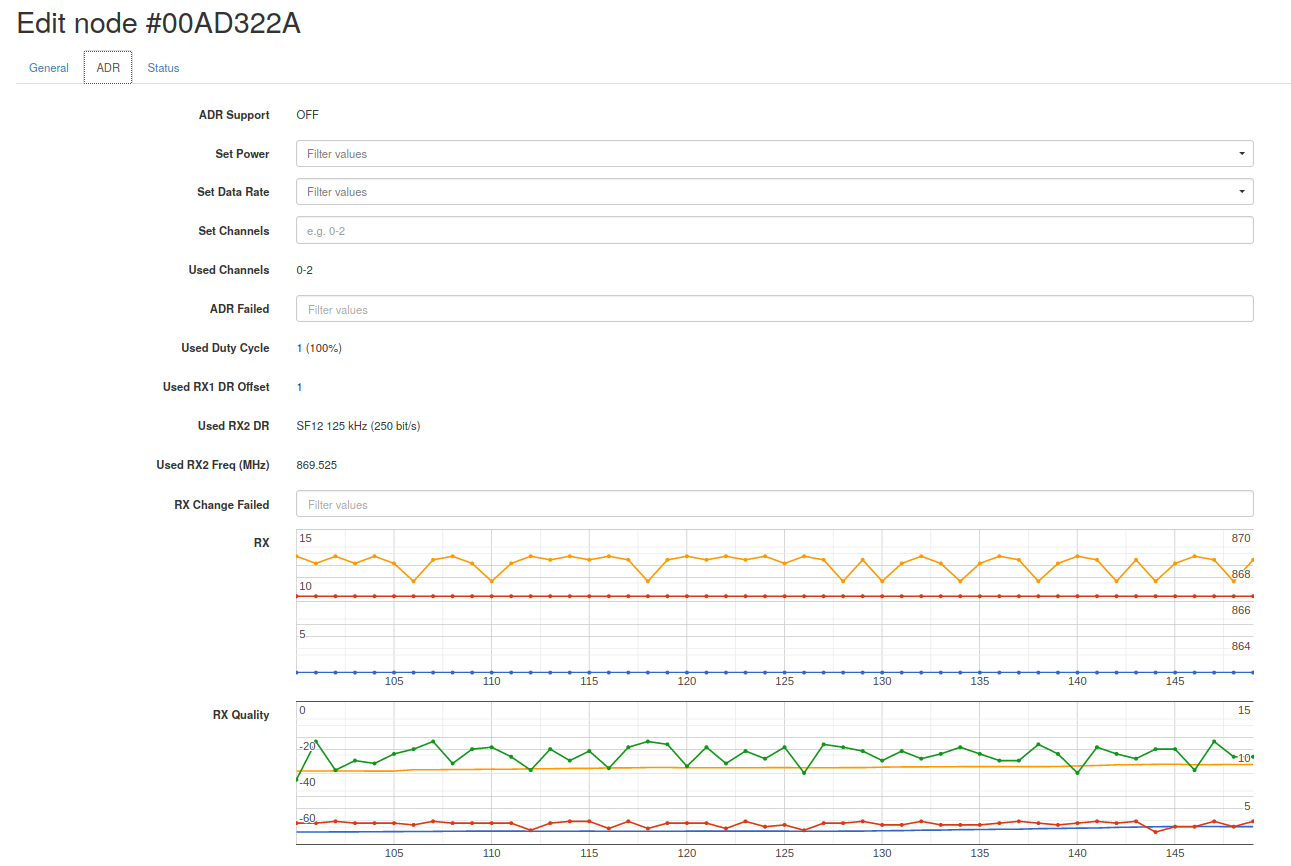 Edit node #00AD322A
General ADR Status
ADR Support OFF
Set Power Filter values
Set Data Rate Filter values
Set Channels e.g. 0-2
Used Channels 0-2
ADR Failed Filter values
Used Duty Cycle 1 (100%)
Used RX1 DR Offset 1
Used RX2 DR SF12 125 kHz (250 bit/s)
Used RX2 Freq (MHz) 869.525
RX Change Failed Filter values
RX 15 870
10 868
5 866
864
105 110 115 120 125 130 135 140 145
RX Quality 0 15
-20
-40 10
-60 5
105 110 115 120 125 130 135 140 145